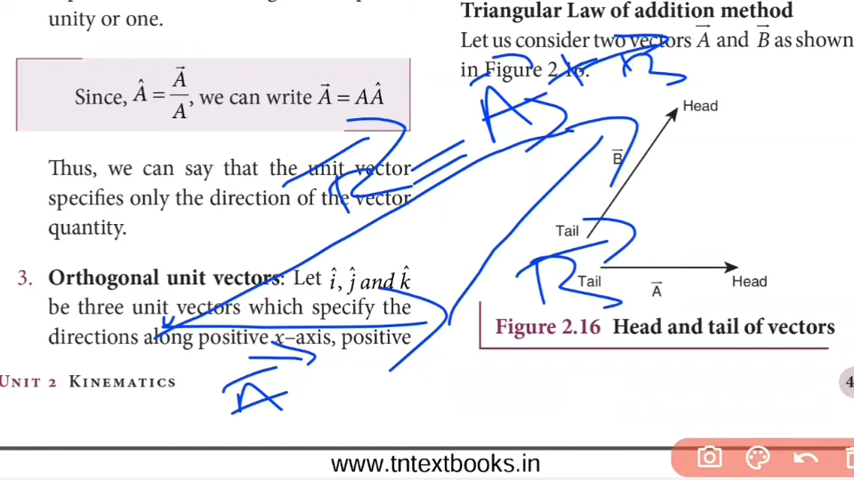 unity or one.
Since, Â = A⃗/A, we can write A⃗ = AÂ
Thus, we can say that the unit vector
specifies only the direction of the vector
quantity.
3. Orthogonal unit vectors: Let î, ĵ and k̂
be three unit vectors which specify the
directions along positive x–axis, positive
UNIT 2 KINEMATICS
Triangular Law of addition method
Let us consider two vectors A⃗ and B⃗ as shown
in Figure 2.16.
Head
B⃗
Tail
Tail
A⃗
Head
Figure 2.16 Head and tail of vectors
4
R⃗ = A⃗ + B⃗
B⃗
A⃗
www.tntextbooks.in